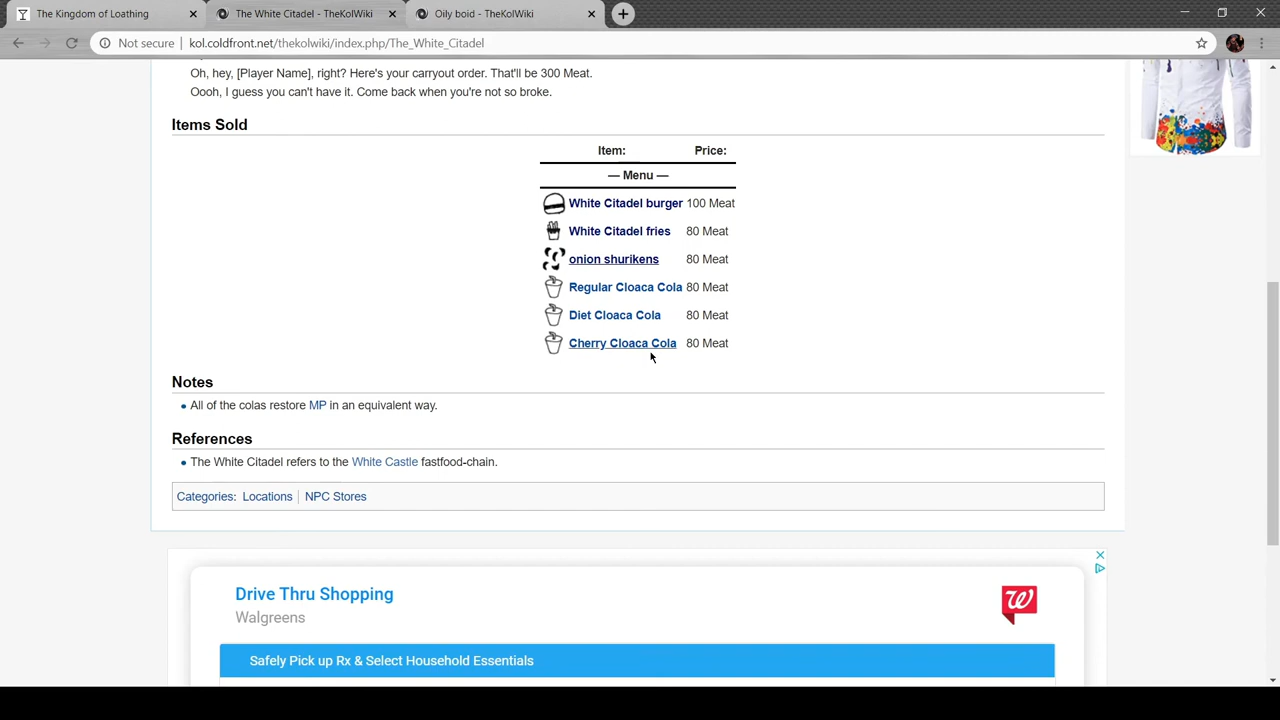 The Kingdom of Loathing
The White Citadel - TheKolWiki
Oily boid - TheKolWiki
Not secure | kol.coldfront.net/thekolwiki/index.php/The_White_Citadel
Oh, hey, [Player Name], right? Here's your carryout order. That'll be 300 Meat.
Oooh, I guess you can't have it. Come back when you're not so broke.
Items Sold
Item: Price:
— Menu —
White Citadel burger 100 Meat
White Citadel fries 80 Meat
onion shurikens 80 Meat
Regular Cloaca Cola 80 Meat
Diet Cloaca Cola 80 Meat
Cherry Cloaca Cola 80 Meat
Notes
All of the colas restore MP in an equivalent way.
References
The White Citadel refers to the White Castle fastfood-chain.
Categories: Locations | NPC Stores
Drive Thru Shopping
Walgreens
Safely Pick up Rx & Select Household Essentials